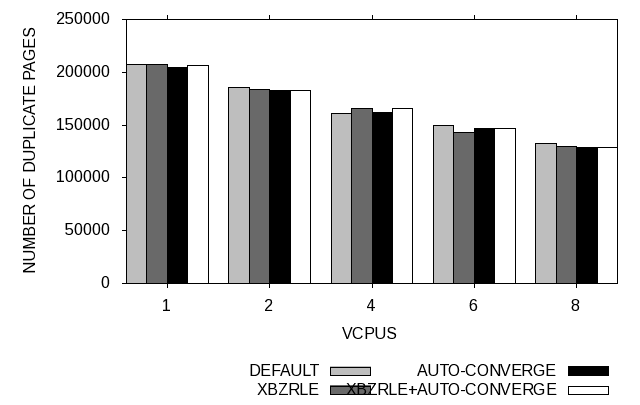 250000
200000
150000
100000
50000
0
NUMBER OF DUPLICATE PAGES
1 2 4 6 8
VCPUS
DEFAULT AUTO-CONVERGE
XBZRLE XBZRLE+AUTO-CONVERGE